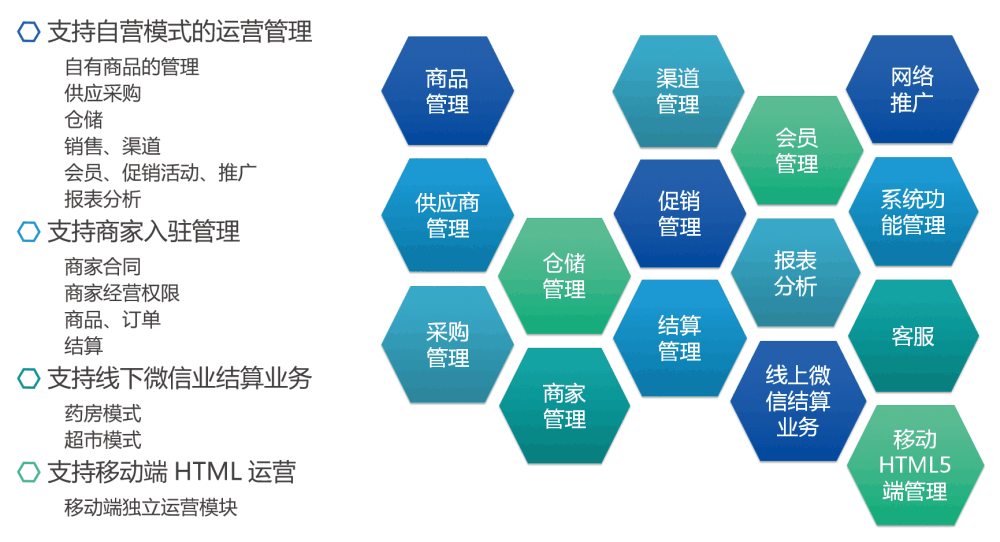 支持自营模式的运营管理
自有商品的管理
供应采购
仓储
销售、渠道
会员、促销活动、推广
报表分析
支持商家入驻管理
商家合同
商家经营权限
商品、订单
结算
支持线下微信业结算业务
药房模式
超市模式
支持移动端 HTML 运营
移动端独立运营模块
商品
管理
供应商
管理
采购
管理
仓储
管理
商家
管理
渠道
管理
促销
管理
结算
管理
会员
管理
报表
分析
线上微
信结算
业务
网络
推广
系统功
能管理
客服
移动
HTML5
端管理